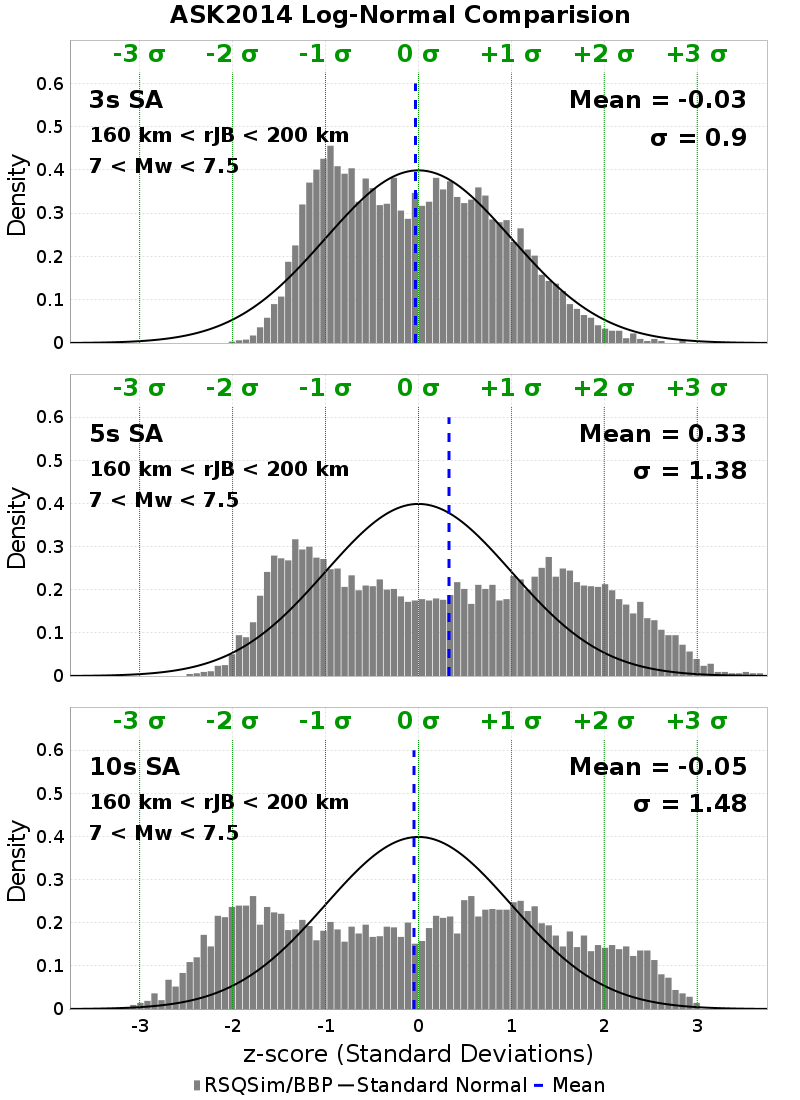 ASK2014 Log-Normal Comparision
-3 σ -2 σ -1 σ 0 σ +1 σ +2 σ +3 σ
3s SA
160 km < rJB < 200 km
7 < Mw < 7.5
Mean = -0.03
σ = 0.9
Density
0.6
0.5
0.4
0.3
0.2
0.1
0
-3 σ -2 σ -1 σ 0 σ +1 σ +2 σ +3 σ
5s SA
160 km < rJB < 200 km
7 < Mw < 7.5
Mean = 0.33
σ = 1.38
Density
0.6
0.5
0.4
0.3
0.2
0.1
0
-3 σ -2 σ -1 σ 0 σ +1 σ +2 σ +3 σ
10s SA
160 km < rJB < 200 km
7 < Mw < 7.5
Mean = -0.05
σ = 1.48
Density
0.6
0.5
0.4
0.3
0.2
0.1
0
-3 -2 -1 0 1 2 3
z-score (Standard Deviations)
RSQSim/BBP Standard Normal Mean